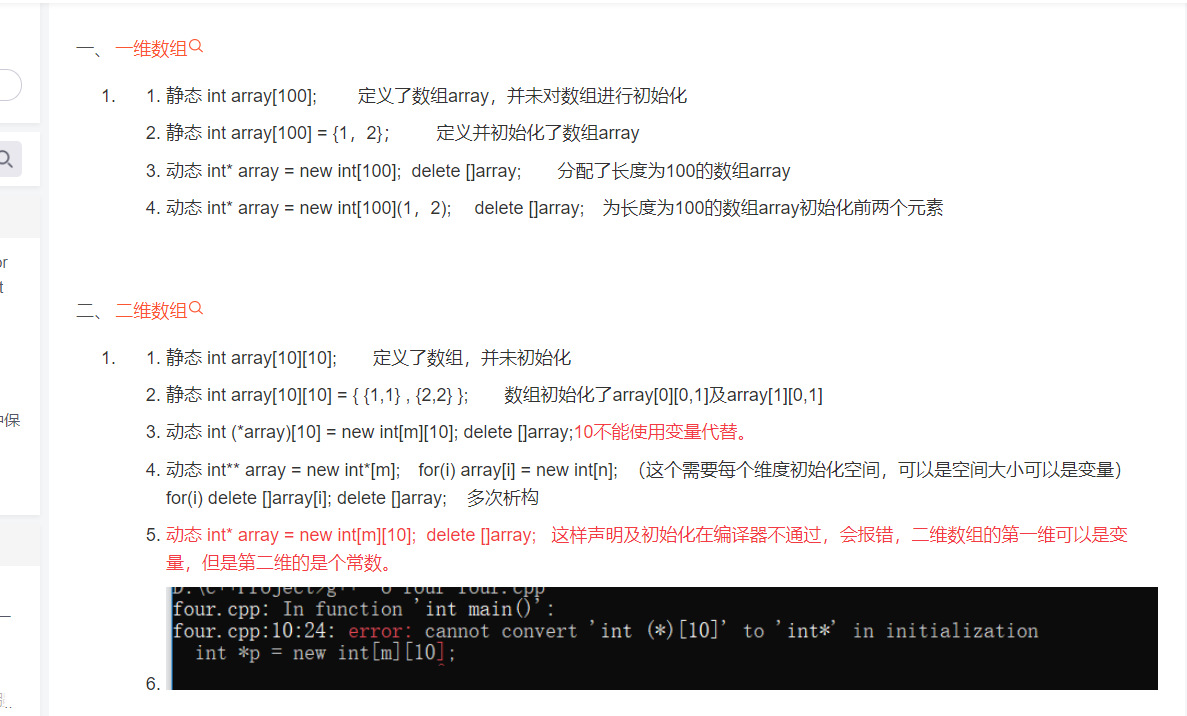 一、 一维数组
1. 1. 静态 int array[100]; 定义了数组array，并未对数组进行初始化
2. 静态 int array[100] = {1，2}； 定义并初始化了数组array
3. 动态 int* array = new int[100]; delete []array; 分配了长度为100的数组array
4. 动态 int* array = new int[100](1，2); delete []array; 为长度为100的数组array初始化前两个元素
or
t
二、 二维数组
1. 1. 静态 int array[10][10]; 定义了数组，并未初始化
2. 静态 int array[10][10] = { {1,1} , {2,2} }; 数组初始化了array[0][0,1]及array[1][0,1]
保
3. 动态 int (*array)[10] = new int[m][10]; delete []array;10不能使用变量代替。
4. 动态 int** array = new int*[m]; for(i) array[i] = new int[n]; （这个需要每个维度初始化空间，可以是空间大小可以是变量）
for(i) delete []array[i]; delete []array; 多次析构
5. 动态 int* array = new int[m][10]; delete []array; 这样声明及初始化在编译器不通过，会报错，二维数组的第一维可以是变
量，但是第二维的是个常数。
four.cpp: In function 'int main()':
four.cpp:10:24: error: cannot convert 'int (*)[10]' to 'int*' in initialization
int *p = new int[m][10];
6.